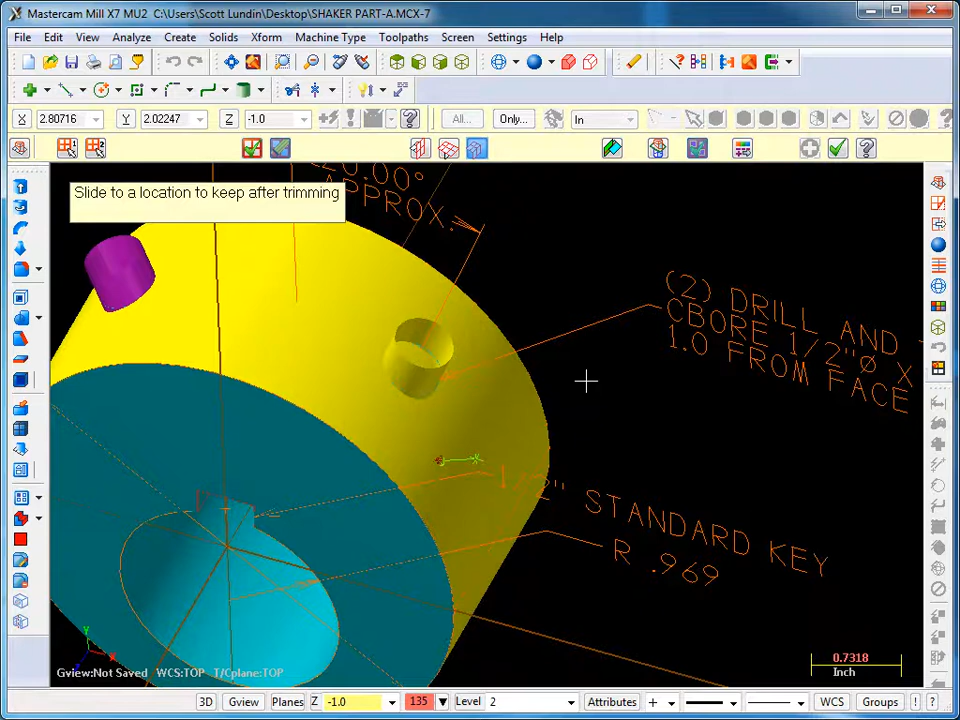 Mastercam Mill X7 MU2  C:\Users\Scott Lundin\Desktop\SHAKER PART-A.MCX-7
File Edit View Analyze Create Solids Xform Machine Type Toolpaths Screen Settings Help
X 2.80716 Y 2.02247 Z -1.0 All... Only... In
Slide to a location to keep after trimming
20.00°
APPROX.
(2) DRILL AND
CBORE 1/2"Ø X
1.0 FROM FACE
1/2" STANDARD KEY
R .969
Y
X
Z
Gview:Not Saved WCS:TOP T/Cplane:TOP
0.7318
Inch
3D Gview Planes Z -1.0 135 Level 2 Attributes WCS Groups ! ?